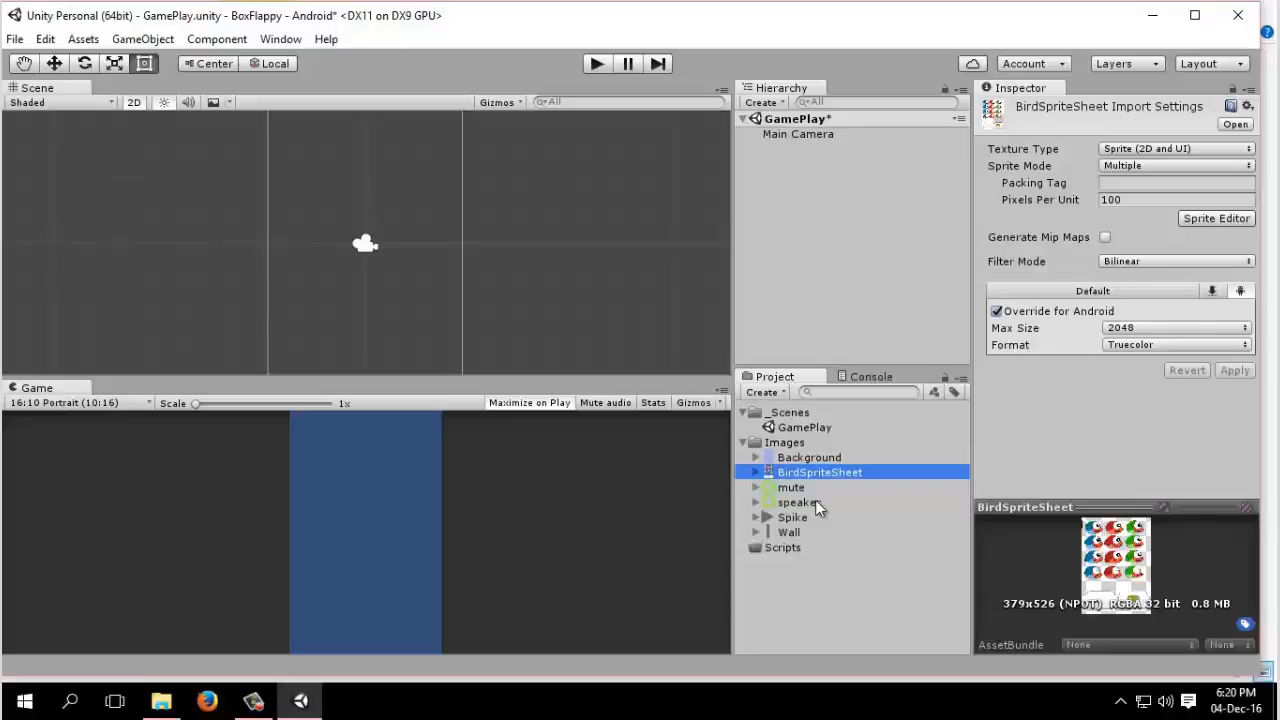 Unity Personal (64bit) - GamePlay.unity - BoxFlappy - Android* <DX11 on DX9 GPU>
File Edit Assets GameObject Component Window Help
Center Local Account Layers Layout
Scene
Shaded 2D Gizmos All
Hierarchy
Create All
GamePlay*
Main Camera
Inspector
BirdSpriteSheet Import Settings
Open
Texture Type Sprite (2D and UI)
Sprite Mode Multiple
Packing Tag
Pixels Per Unit 100
Sprite Editor
Generate Mip Maps
Filter Mode Bilinear
Default
Override for Android
Max Size 2048
Format Truecolor
Revert Apply
Game
16:10 Portrait (10:16) Scale 1x Maximize on Play Mute audio Stats Gizmos
Project Console
Create
_Scenes
GamePlay
Images
Background
BirdSpriteSheet
mute
speaker
Spike
Wall
Scripts
BirdSpriteSheet
379x526 (NPOT) RGBA 32 bit 0.8 MB
AssetBundle None None
6:20 PM
04-Dec-16